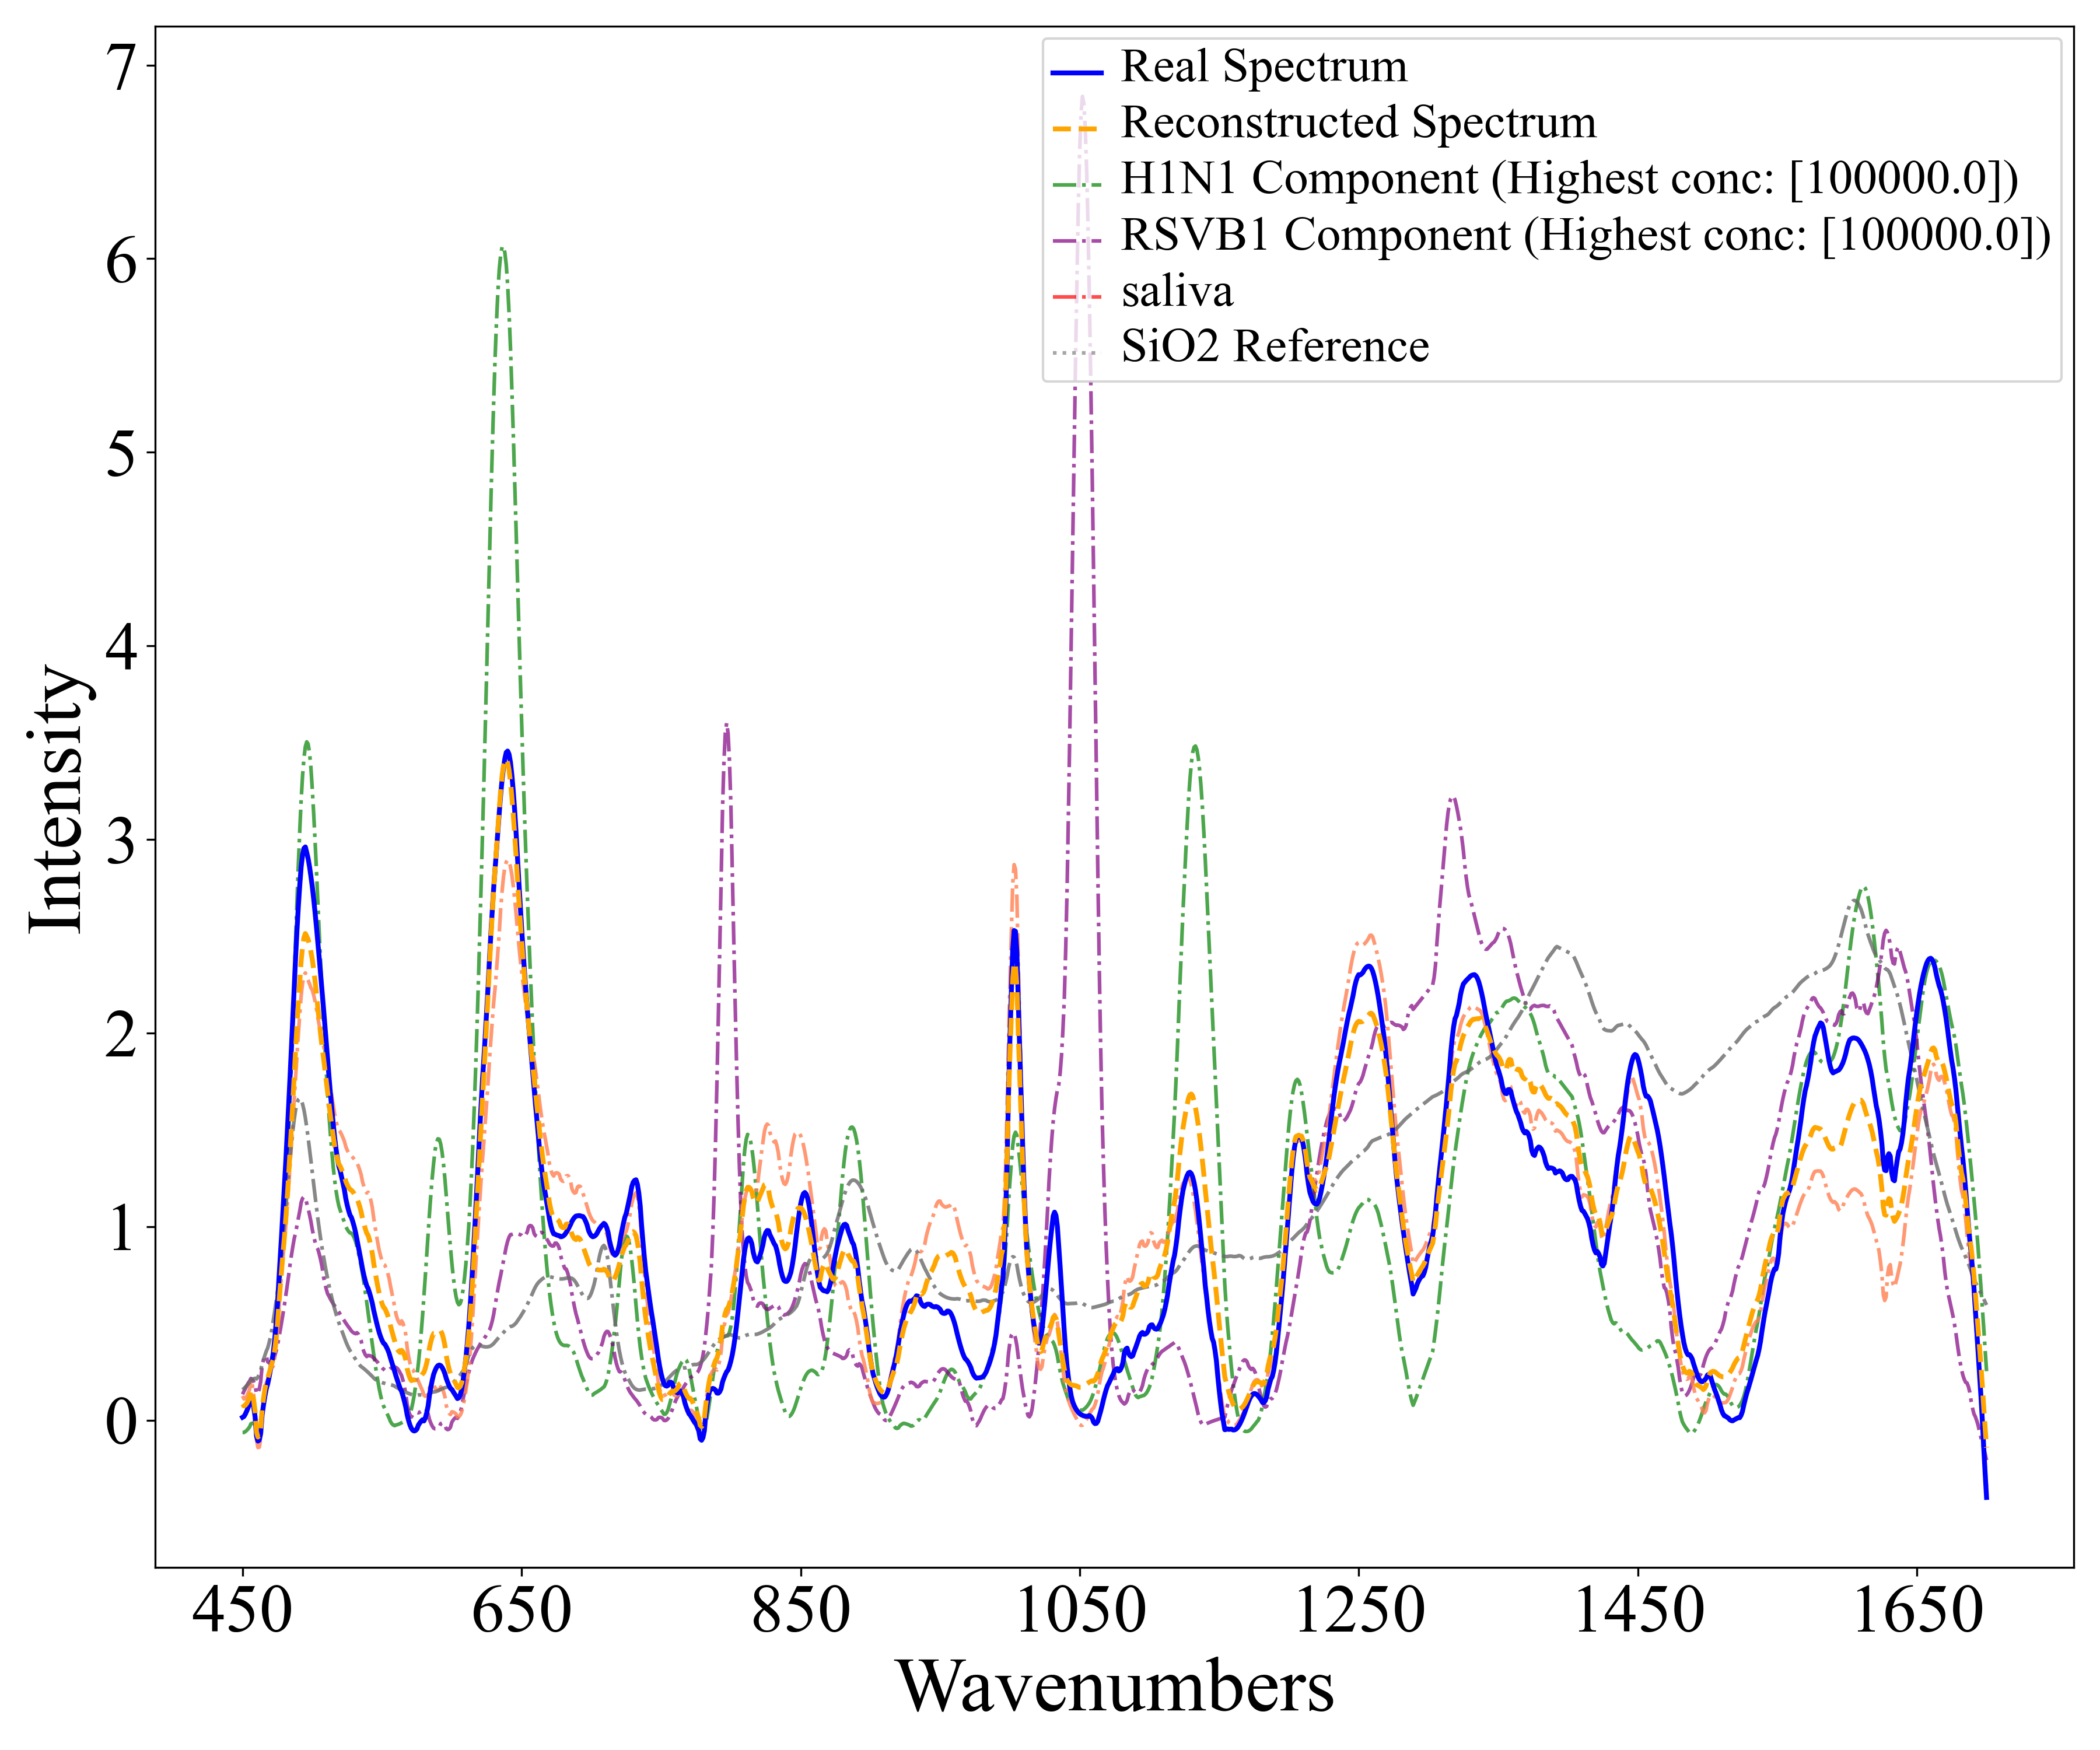 Real Spectrum
Reconstructed Spectrum
H1N1 Component (Highest conc: [100000.0])
RSVB1 Component (Highest conc: [100000.0])
saliva
SiO2 Reference
7
6
5
4
3
2
1
0
Intensity
450 650 850 1050 1250 1450 1650
Wavenumbers